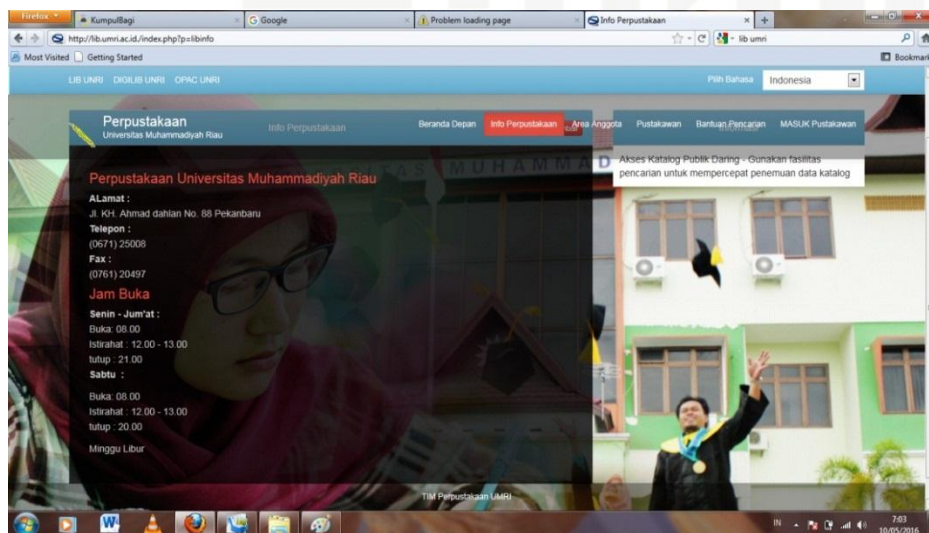 Firefox
KumpulBagi
Google
Problem loading page
Info Perpustakaan
http://lib.umri.ac.id./index.php?p=libinfo
lib umri
Most Visited
Getting Started
Bookmark
LIB UNRI DIGILIB UNRI OPAC UNRI
Pilih Bahasa
Indonesia
Perpustakaan
Universitas Muhammadiyah Riau
Info Perpustakaan
Beranda Depan
Info Perpustakaan
Area Anggota
Pustakawan
Bantuan Pencarian
MASUK Pustakawan
Informasi
TAS MUHAMMAD
Akses Katalog Publik Daring - Gunakan fasilitas
pencarian untuk mempercepat penemuan data katalog
Perpustakaan Universitas Muhammadiyah Riau
ALamat :
Jl. KH. Ahmad dahlan No. 88 Pekanbaru
Telepon :
(0671) 25008
Fax :
(0761) 20497
Jam Buka
Senin - Jum'at :
Buka: 08.00
Istirahat : 12.00 - 13.00
tutup : 21.00
Sabtu :
Buka: 08.00
Istirahat : 12.00 - 13.00
tutup : 20.00
Minggu Libur
TIM Perpustakaan UMRI
IN
7:03
10/05/2016